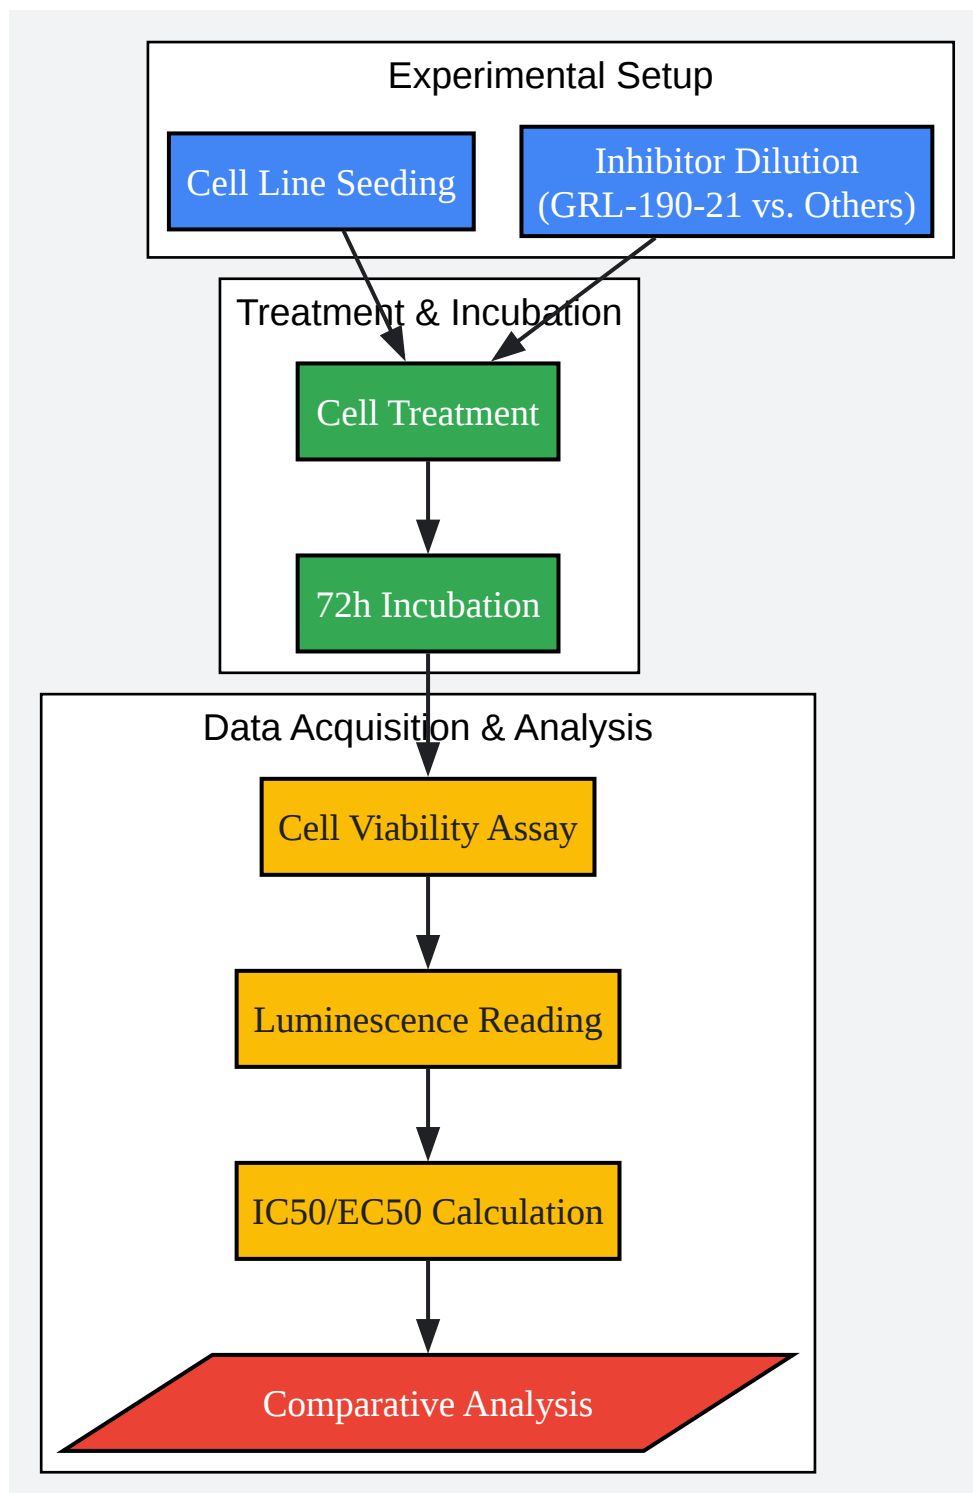 Experimental Setup
Cell Line Seeding
Inhibitor Dilution
(GRL-190-21 vs. Others)
Treatment & Incubation
Cell Treatment
72h Incubation
Data Acquisition & Analysis
Cell Viability Assay
Luminescence Reading
IC50/EC50 Calculation
Comparative Analysis